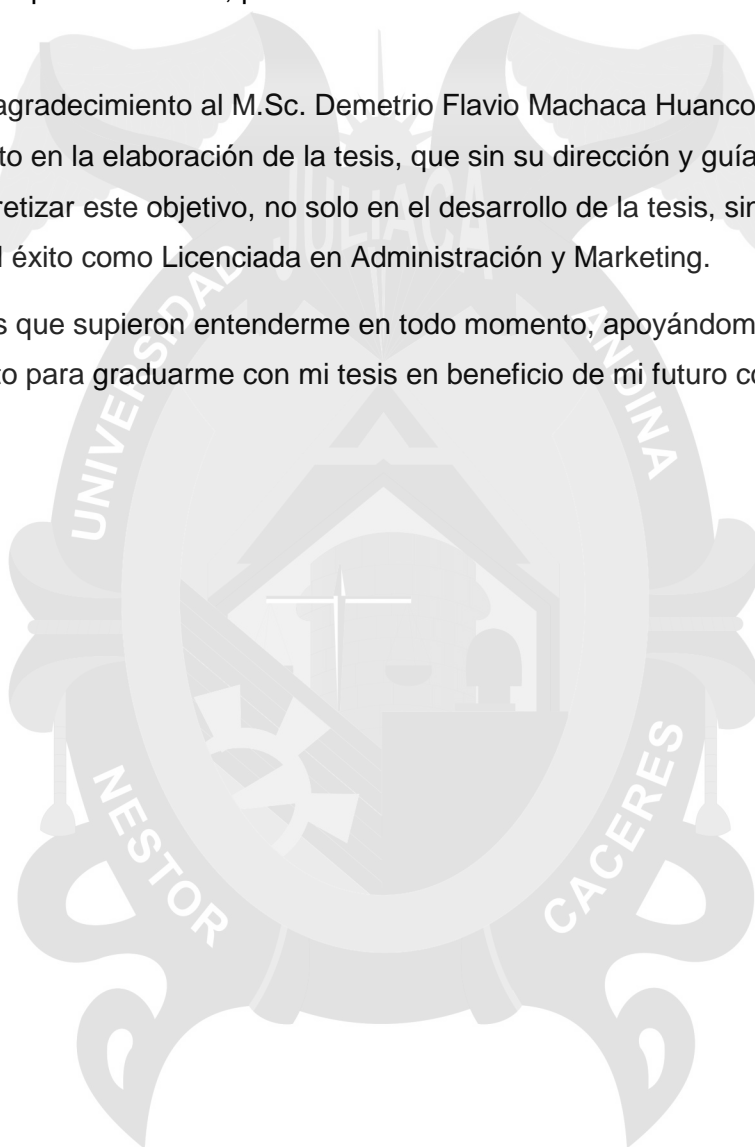 agradecimiento al M.Sc. Demetrio Flavio Machaca Huanco
to en la elaboración de la tesis, que sin su dirección y guía
retizar este objetivo, no solo en el desarrollo de la tesis, sin
l éxito como Licenciada en Administración y Marketing.
s que supieron entenderme en todo momento, apoyándom
to para graduarme con mi tesis en beneficio de mi futuro co
JULIACA
UNIVERSIDAD
ANDINA
NESTOR
CACERES